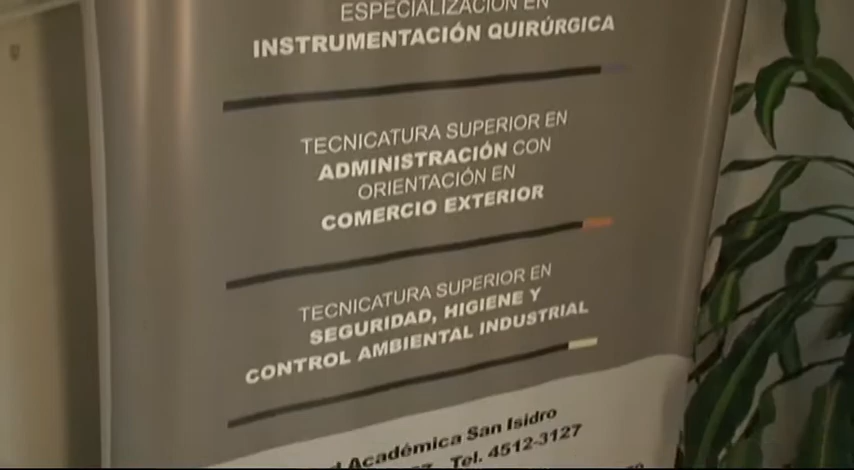 ESPECIALIZACIÓN EN
INSTRUMENTACIÓN QUIRÚRGICA
TECNICATURA SUPERIOR EN
ADMINISTRACIÓN CON
ORIENTACIÓN EN
COMERCIO EXTERIOR
TECNICATURA SUPERIOR EN
SEGURIDAD, HIGIENE Y
CONTROL AMBIENTAL INDUSTRIAL
Académica San Isidro
Tel. 4512-3127